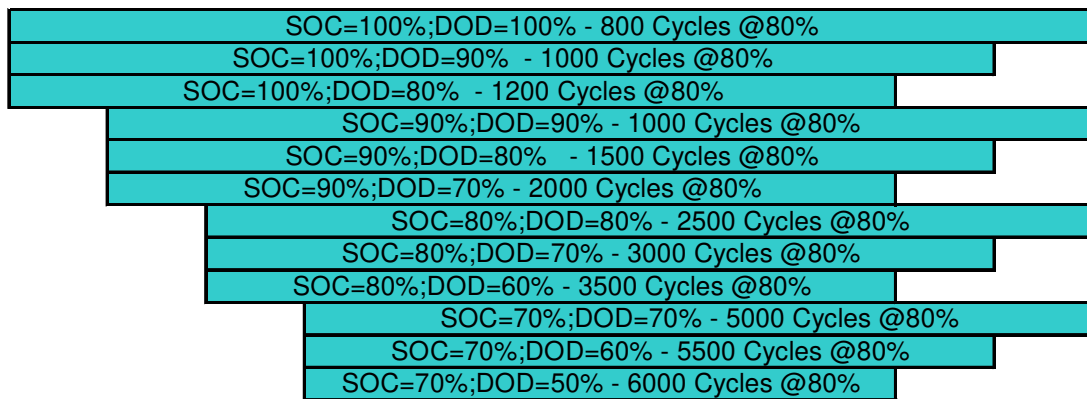 SOC=100%;DOD=100% - 800 Cycles @80%
SOC=100%;DOD=90%  - 1000 Cycles @80%
SOC=100%;DOD=80%  - 1200 Cycles @80%
SOC=90%;DOD=90% - 1000 Cycles @80%
SOC=90%;DOD=80%   - 1500 Cycles @80%
SOC=90%;DOD=70% - 2000 Cycles @80%
SOC=80%;DOD=80% - 2500 Cycles @80%
SOC=80%;DOD=70% - 3000 Cycles @80%
SOC=80%;DOD=60% - 3500 Cycles @80%
SOC=70%;DOD=70% - 5000 Cycles @80%
SOC=70%;DOD=60% - 5500 Cycles @80%
SOC=70%;DOD=50% - 6000 Cycles @80%